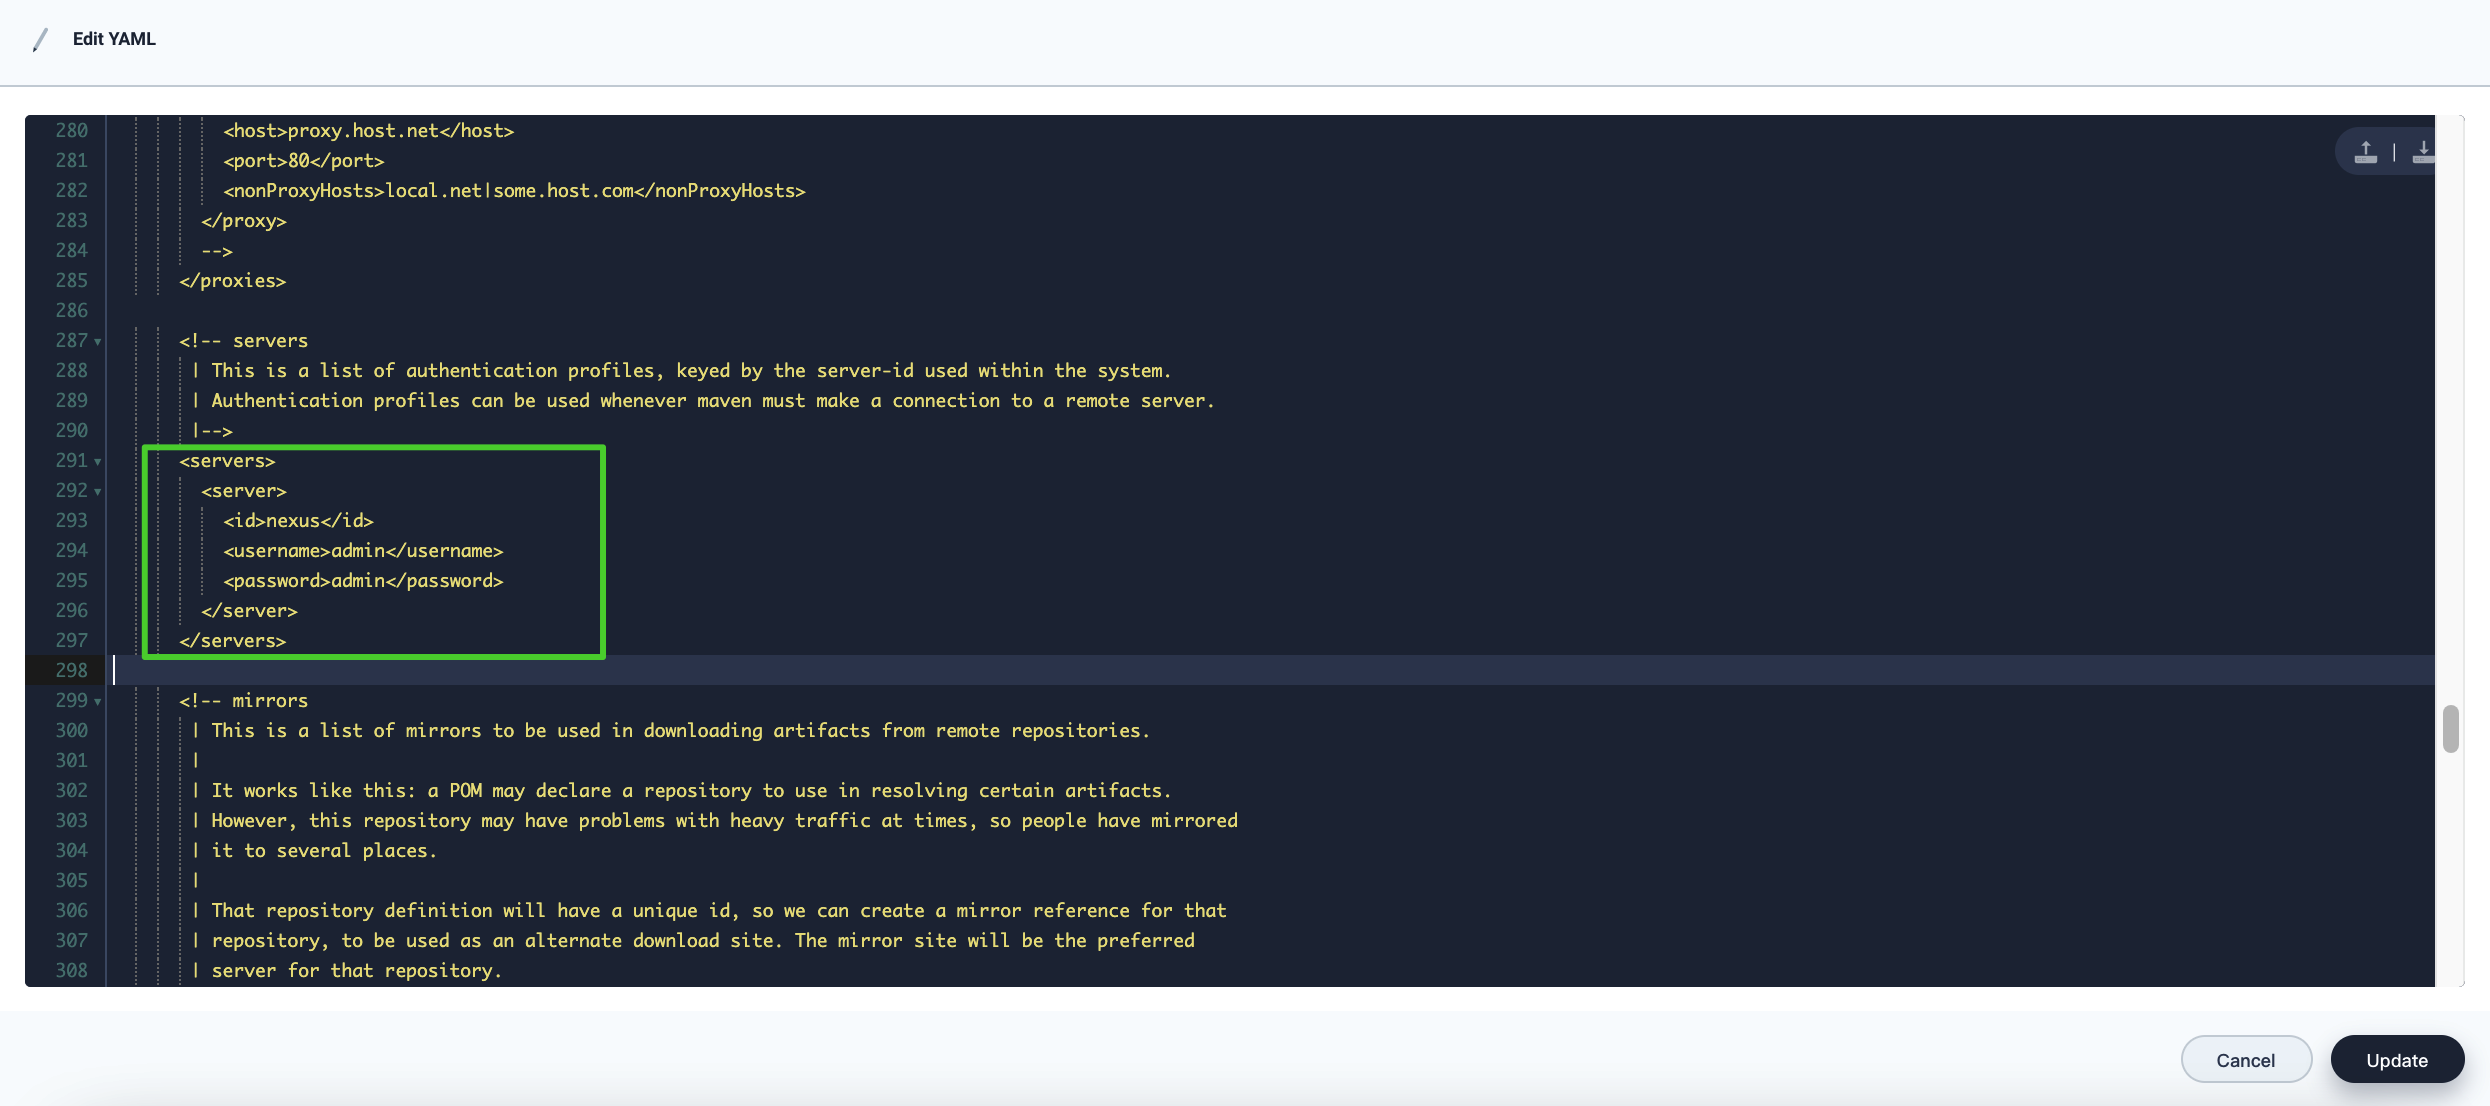 Edit YAML
280 <host>proxy.host.net</host>
281 <port>80</port>
282 <nonProxyHosts>local.net|some.host.com</nonProxyHosts>
283 </proxy>
284 -->
285 </proxies>
286
287 <!-- servers
288 | This is a list of authentication profiles, keyed by the server-id used within the system.
289 | Authentication profiles can be used whenever maven must make a connection to a remote server.
290 |-->
291 <servers>
292 <server>
293 <id>nexus</id>
294 <username>admin</username>
295 <password>admin</password>
296 </server>
297 </servers>
298
299 <!-- mirrors
300 | This is a list of mirrors to be used in downloading artifacts from remote repositories.
301 |
302 | It works like this: a POM may declare a repository to use in resolving certain artifacts.
303 | However, this repository may have problems with heavy traffic at times, so people have mirrored
304 | it to several places.
305 |
306 | That repository definition will have a unique id, so we can create a mirror reference for that
307 | repository, to be used as an alternate download site. The mirror site will be the preferred
308 | server for that repository.
Cancel
Update